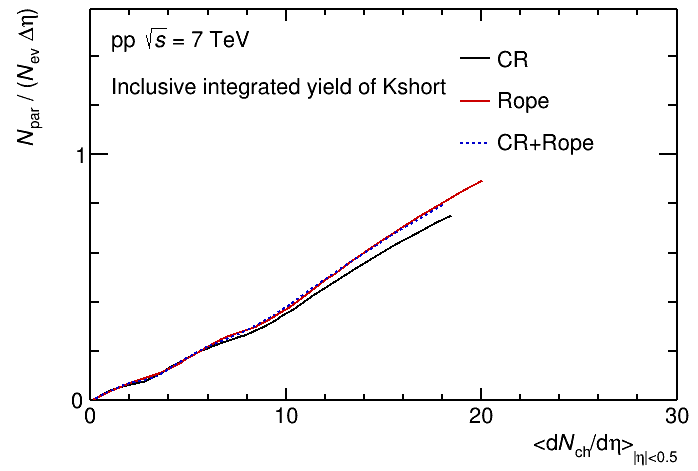 N_par / (N_ev Δη)
pp √s = 7 TeV
Inclusive integrated yield of Kshort
CR
Rope
CR+Rope
1
0
0 10 20 30
<dN_ch/dη>_|η|<0.5